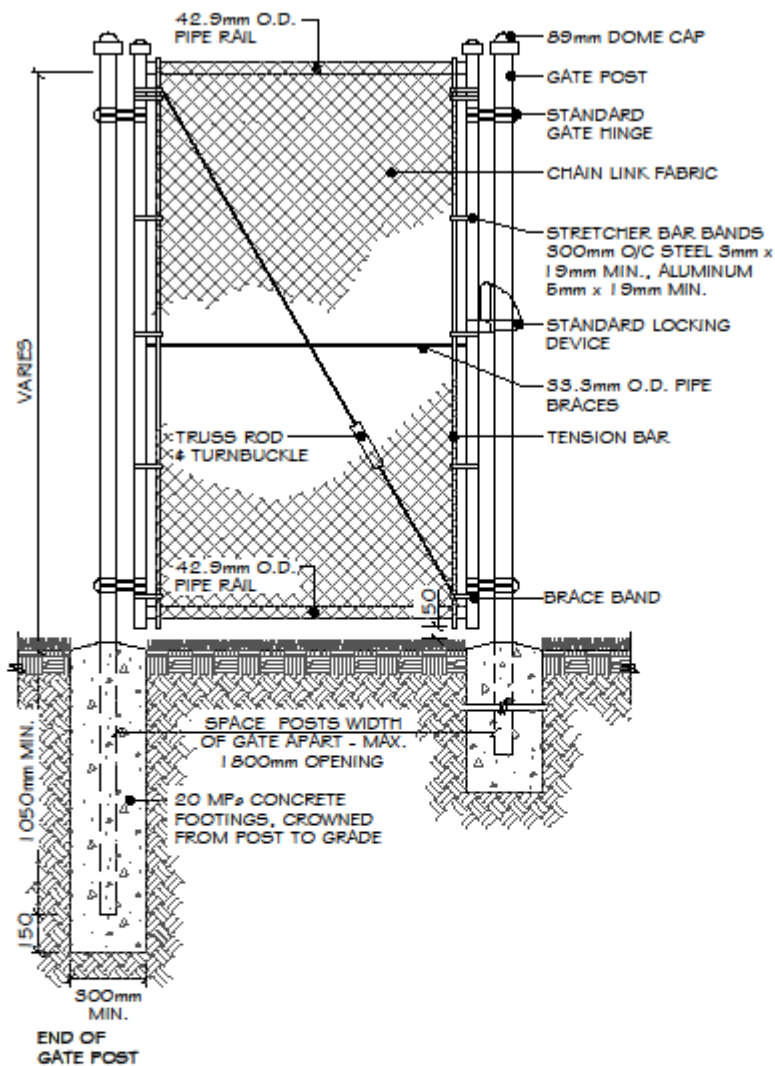 42.9mm O.D.
PIPE RAIL
89mm DOME CAP
GATE POST
STANDARD
GATE HINGE
CHAIN LINK FABRIC
STRETCHER BAR BANDS
300mm O/C STEEL 3mm x
19mm MIN., ALUMINUM
5mm x 19mm MIN.
STANDARD LOCKING
DEVICE
33.3mm O.D. PIPE
BRACES
VARIES
TRUSS ROD
& TURNBUCKLE
TENSION BAR
42.9mm O.D.
PIPE RAIL
50
BRACE BAND
SPACE POSTS WIDTH
OF GATE APART - MAX.
1800mm OPENING
1050mm MIN.
20 MPa CONCRETE
FOOTINGS, CROWNED
FROM POST TO GRADE
150
300mm
MIN.
END OF
GATE POST